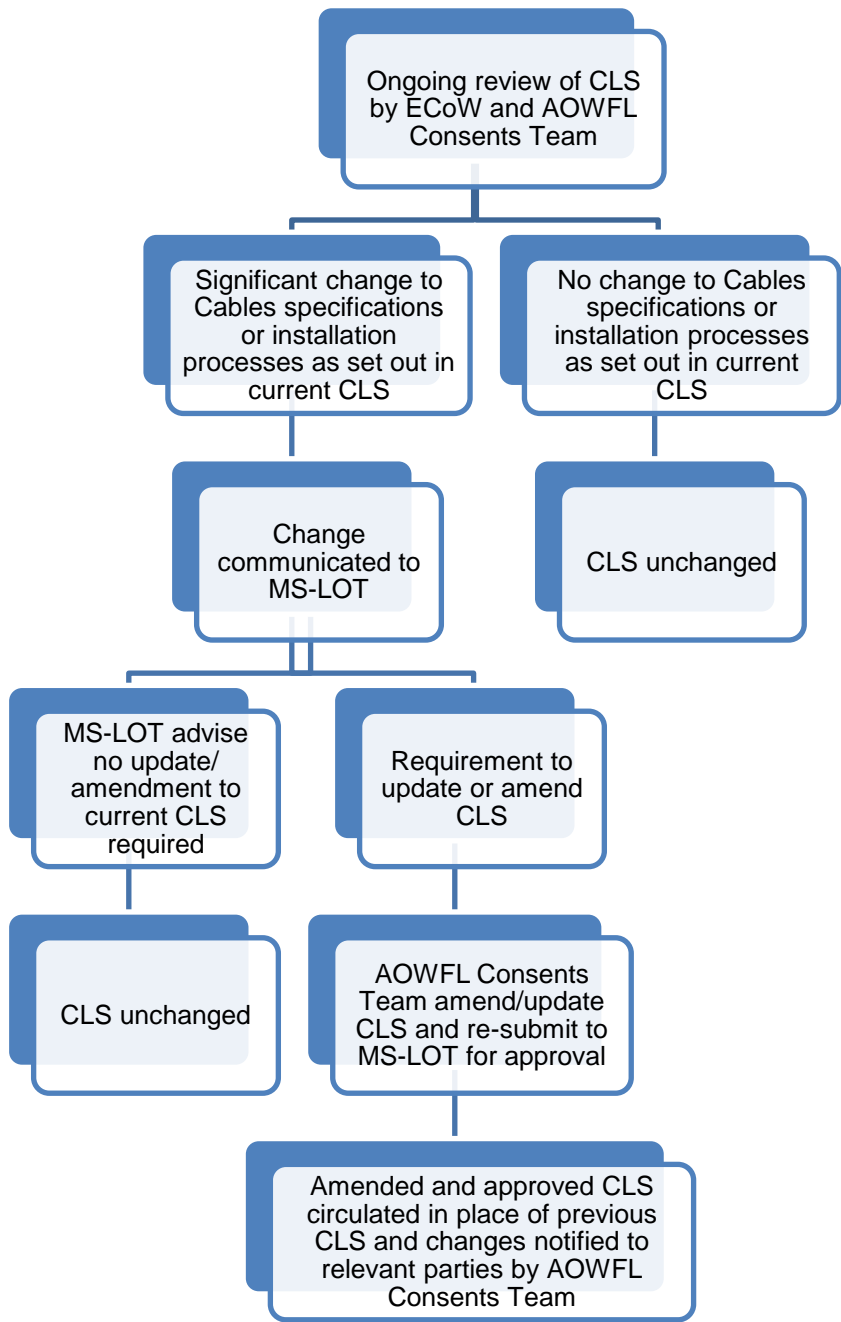 Ongoing review of CLS
by ECoW and AOWFL
Consents Team
Significant change to
Cables specifications
or installation
processes as set out in
current CLS
No change to Cables
specifications or
installation processes
as set out in current
CLS
Change
communicated to
MS-LOT
CLS unchanged
MS-LOT advise
no update/
amendment to
current CLS
required
Requirement to
update or amend
CLS
CLS unchanged
AOWFL Consents
Team amend/update
CLS and re-submit to
MS-LOT for approval
Amended and approved CLS
circulated in place of previous
CLS and changes notified to
relevant parties by AOWFL
Consents Team